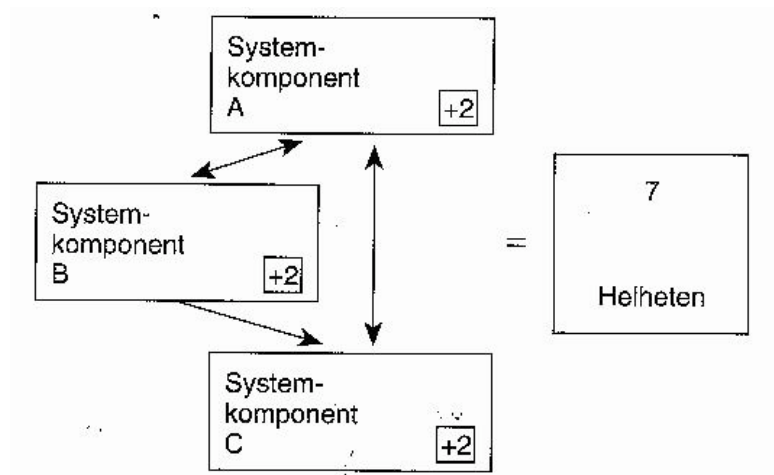 System-
komponent
A
+2
System-
komponent
B
+2
=
7
Helheten
System-
komponent
C
+2